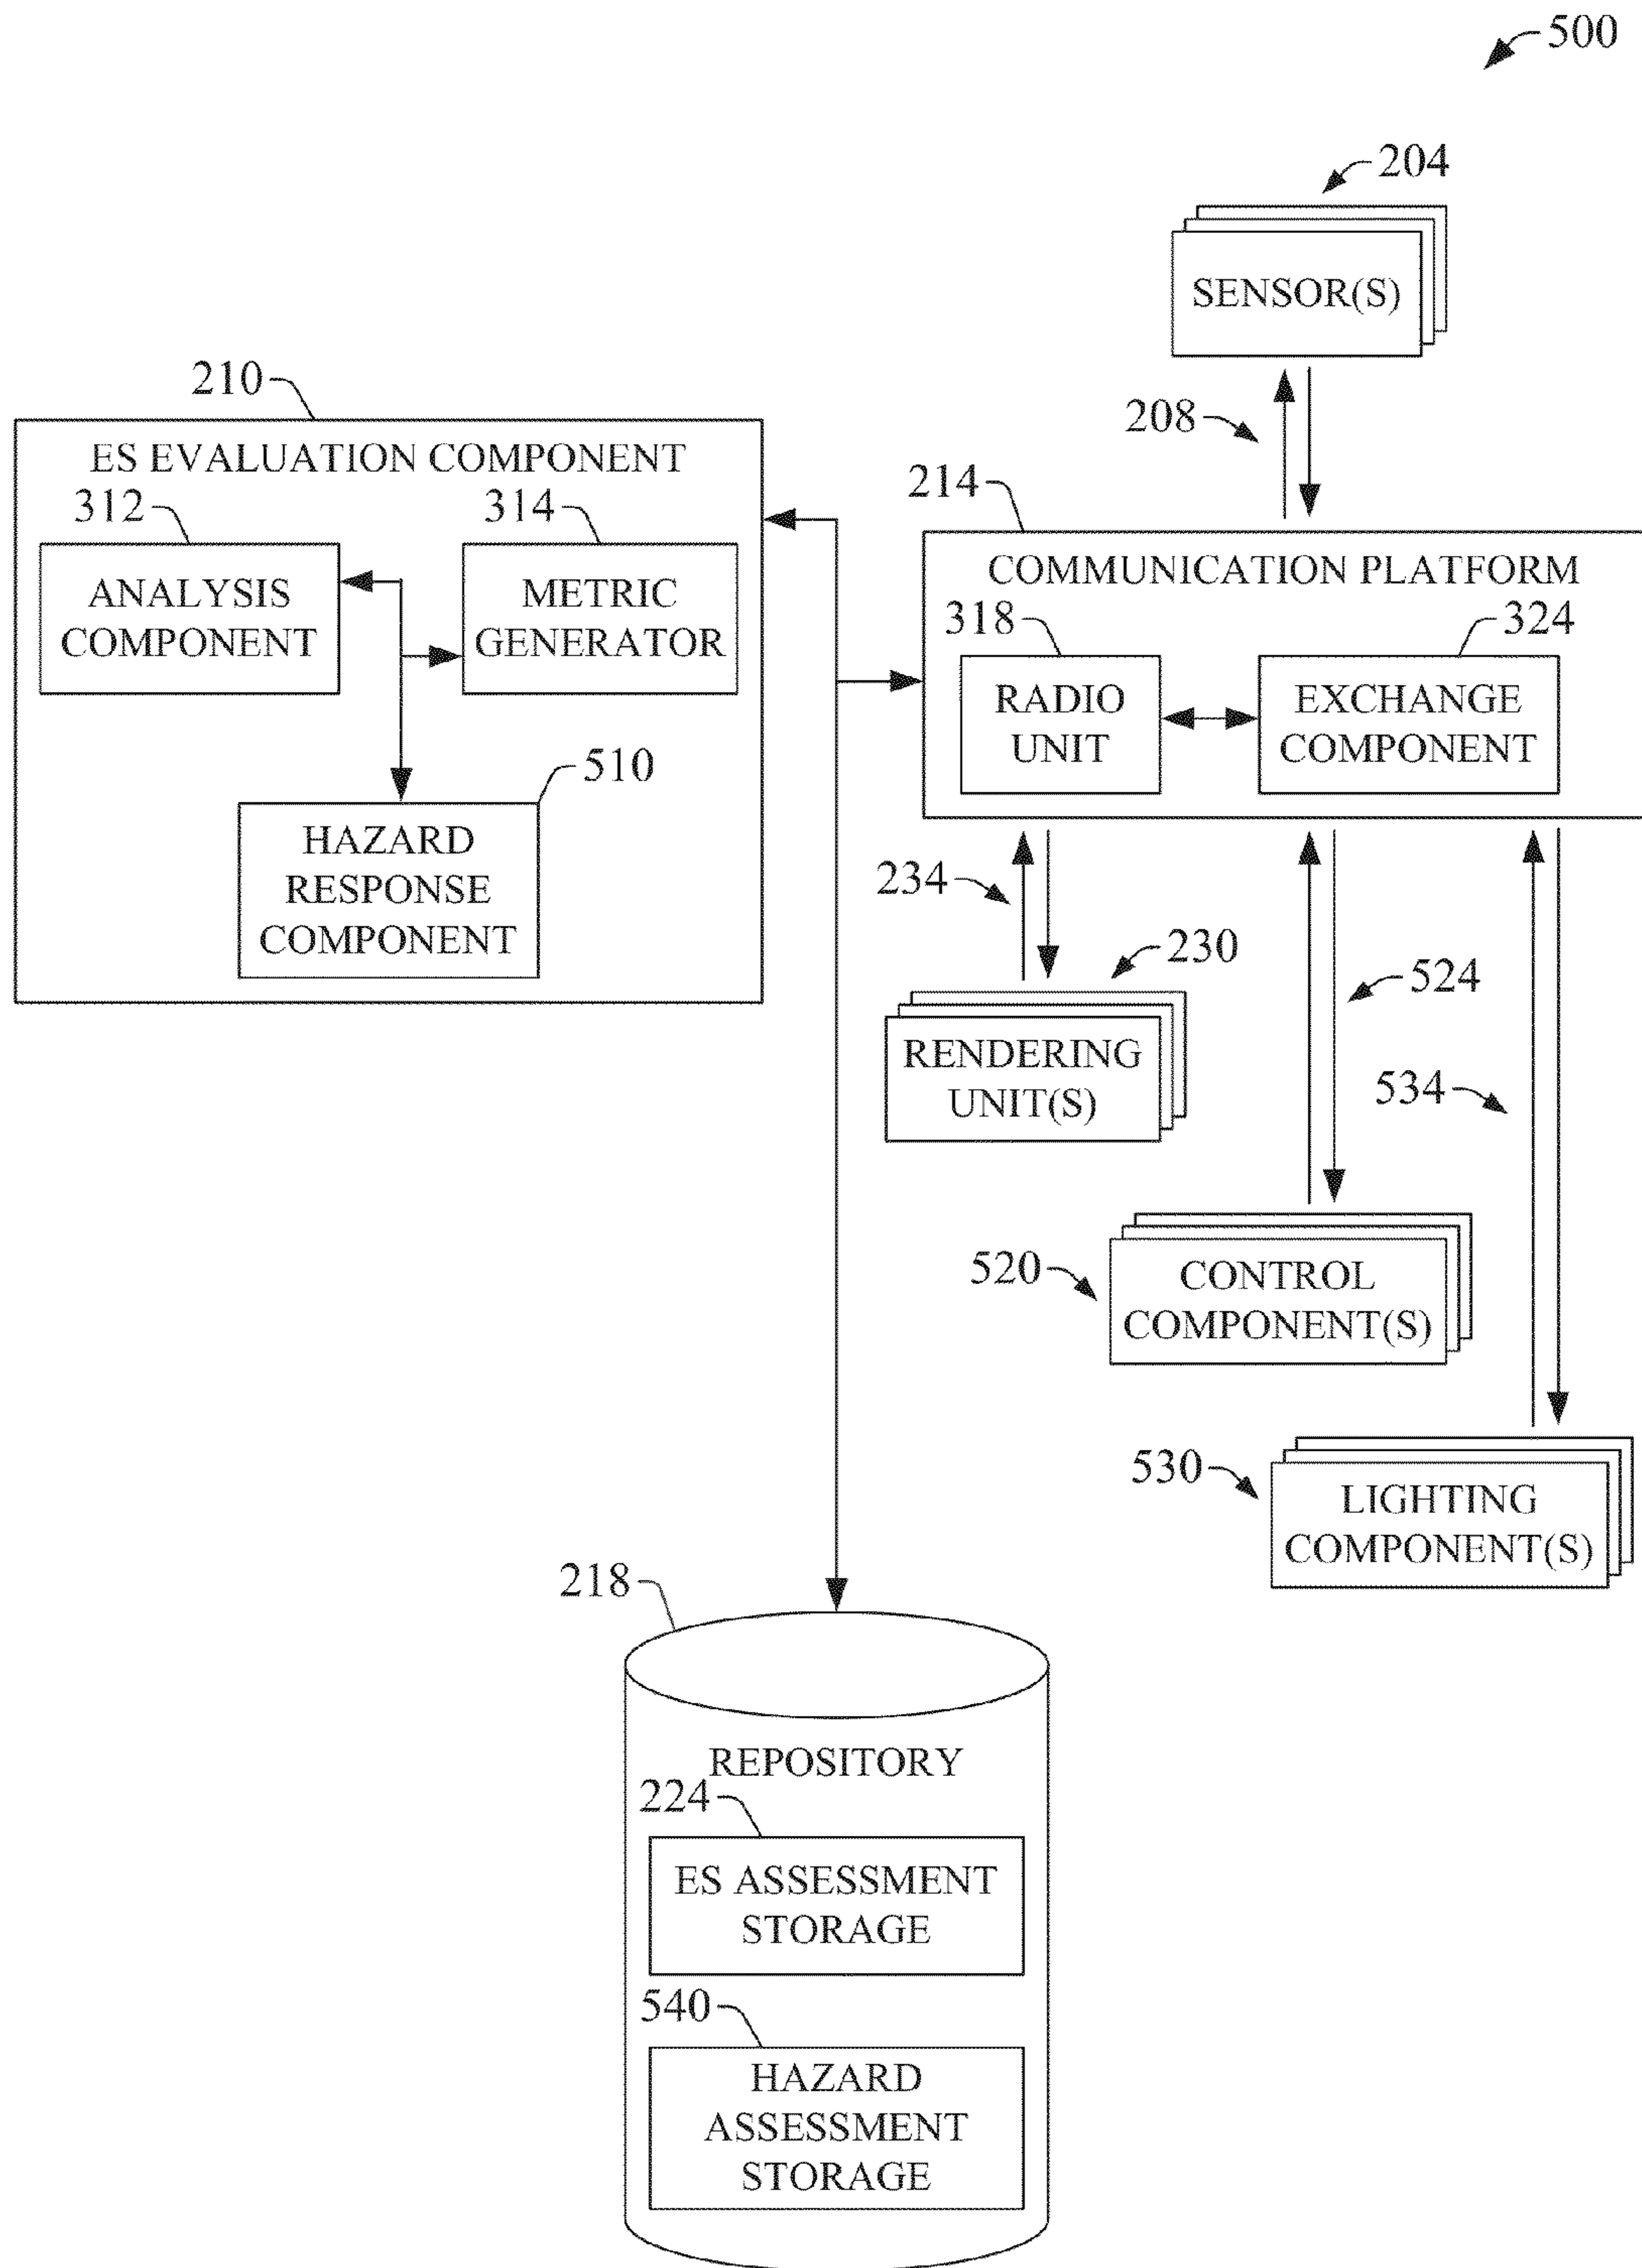 500
204
SENSOR(S)
208
210
ES EVALUATION COMPONENT
312
314
ANALYSIS
COMPONENT
METRIC
GENERATOR
510
HAZARD
RESPONSE
COMPONENT
214
COMMUNICATION PLATFORM
318
324
RADIO
UNIT
EXCHANGE
COMPONENT
234
230
RENDERING
UNIT(S)
524
534
520
CONTROL
COMPONENT(S)
530
LIGHTING
COMPONENT(S)
218
REPOSITORY
224
ES ASSESSMENT
STORAGE
540
HAZARD
ASSESSMENT
STORAGE